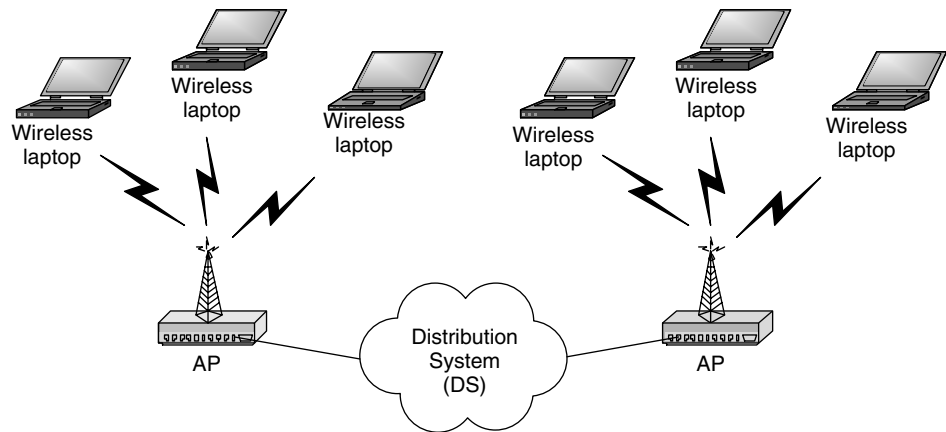 Wireless
laptop
Wireless
laptop
Wireless
laptop
Wireless
laptop
Wireless
laptop
Wireless
laptop
AP
Distribution
System
(DS)
AP